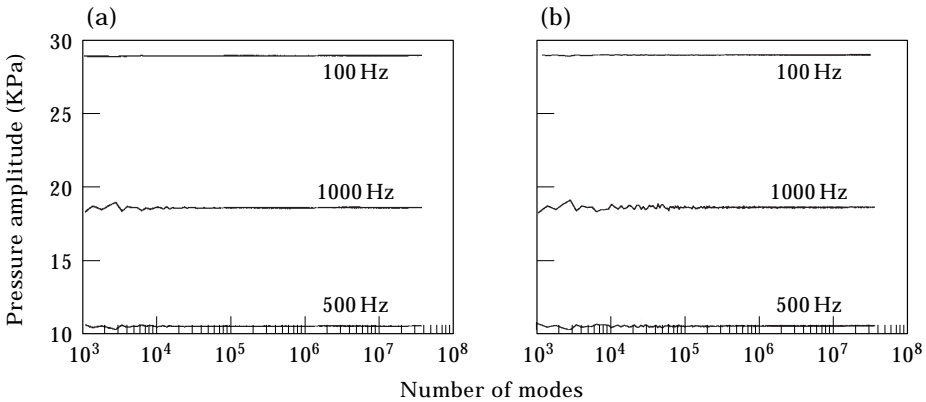 (a) (b)
30
25
20
15
10
Pressure amplitude (KPa)
100 Hz 100 Hz
1000 Hz 1000 Hz
500 Hz 500 Hz
10³ 10⁴ 10⁵ 10⁶ 10⁷ 10⁸ 10³ 10⁴ 10⁵ 10⁶ 10⁷ 10⁸
Number of modes